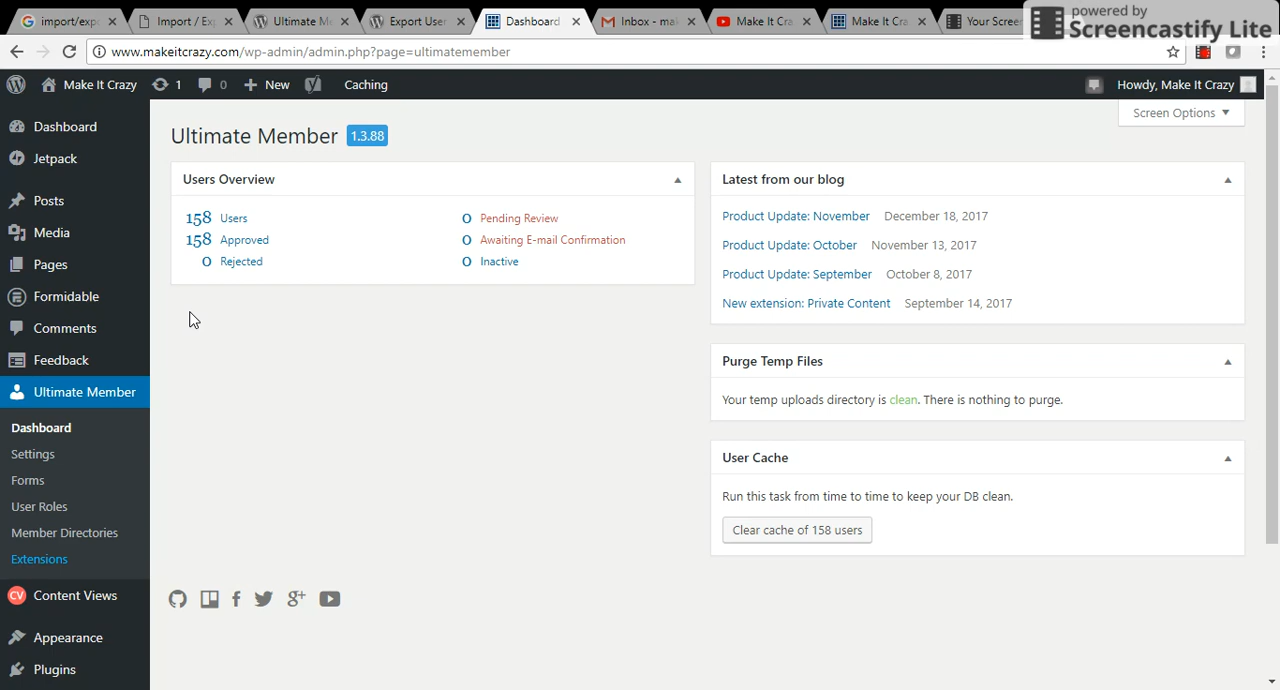 import/exp
Import / Ex
Ultimate M
Export User
Dashboard
Inbox - mak
Make It Cra
Make It Cra
Your Scree
powered by
Screencastify Lite
www.makeitcrazy.com/wp-admin/admin.php?page=ultimatemember
Make It Crazy
1
0
New
Caching
Howdy, Make It Crazy
Screen Options
Dashboard
Jetpack
Posts
Media
Pages
Formidable
Comments
Feedback
Ultimate Member
Dashboard
Settings
Forms
User Roles
Member Directories
Extensions
CV Content Views
Appearance
Plugins
Ultimate Member 1.3.88
Users Overview
158 Users
0 Pending Review
158 Approved
0 Awaiting E-mail Confirmation
0 Rejected
0 Inactive
Latest from our blog
Product Update: November December 18, 2017
Product Update: October November 13, 2017
Product Update: September October 8, 2017
New extension: Private Content September 14, 2017
Purge Temp Files
Your temp uploads directory is clean. There is nothing to purge.
User Cache
Run this task from time to time to keep your DB clean.
Clear cache of 158 users